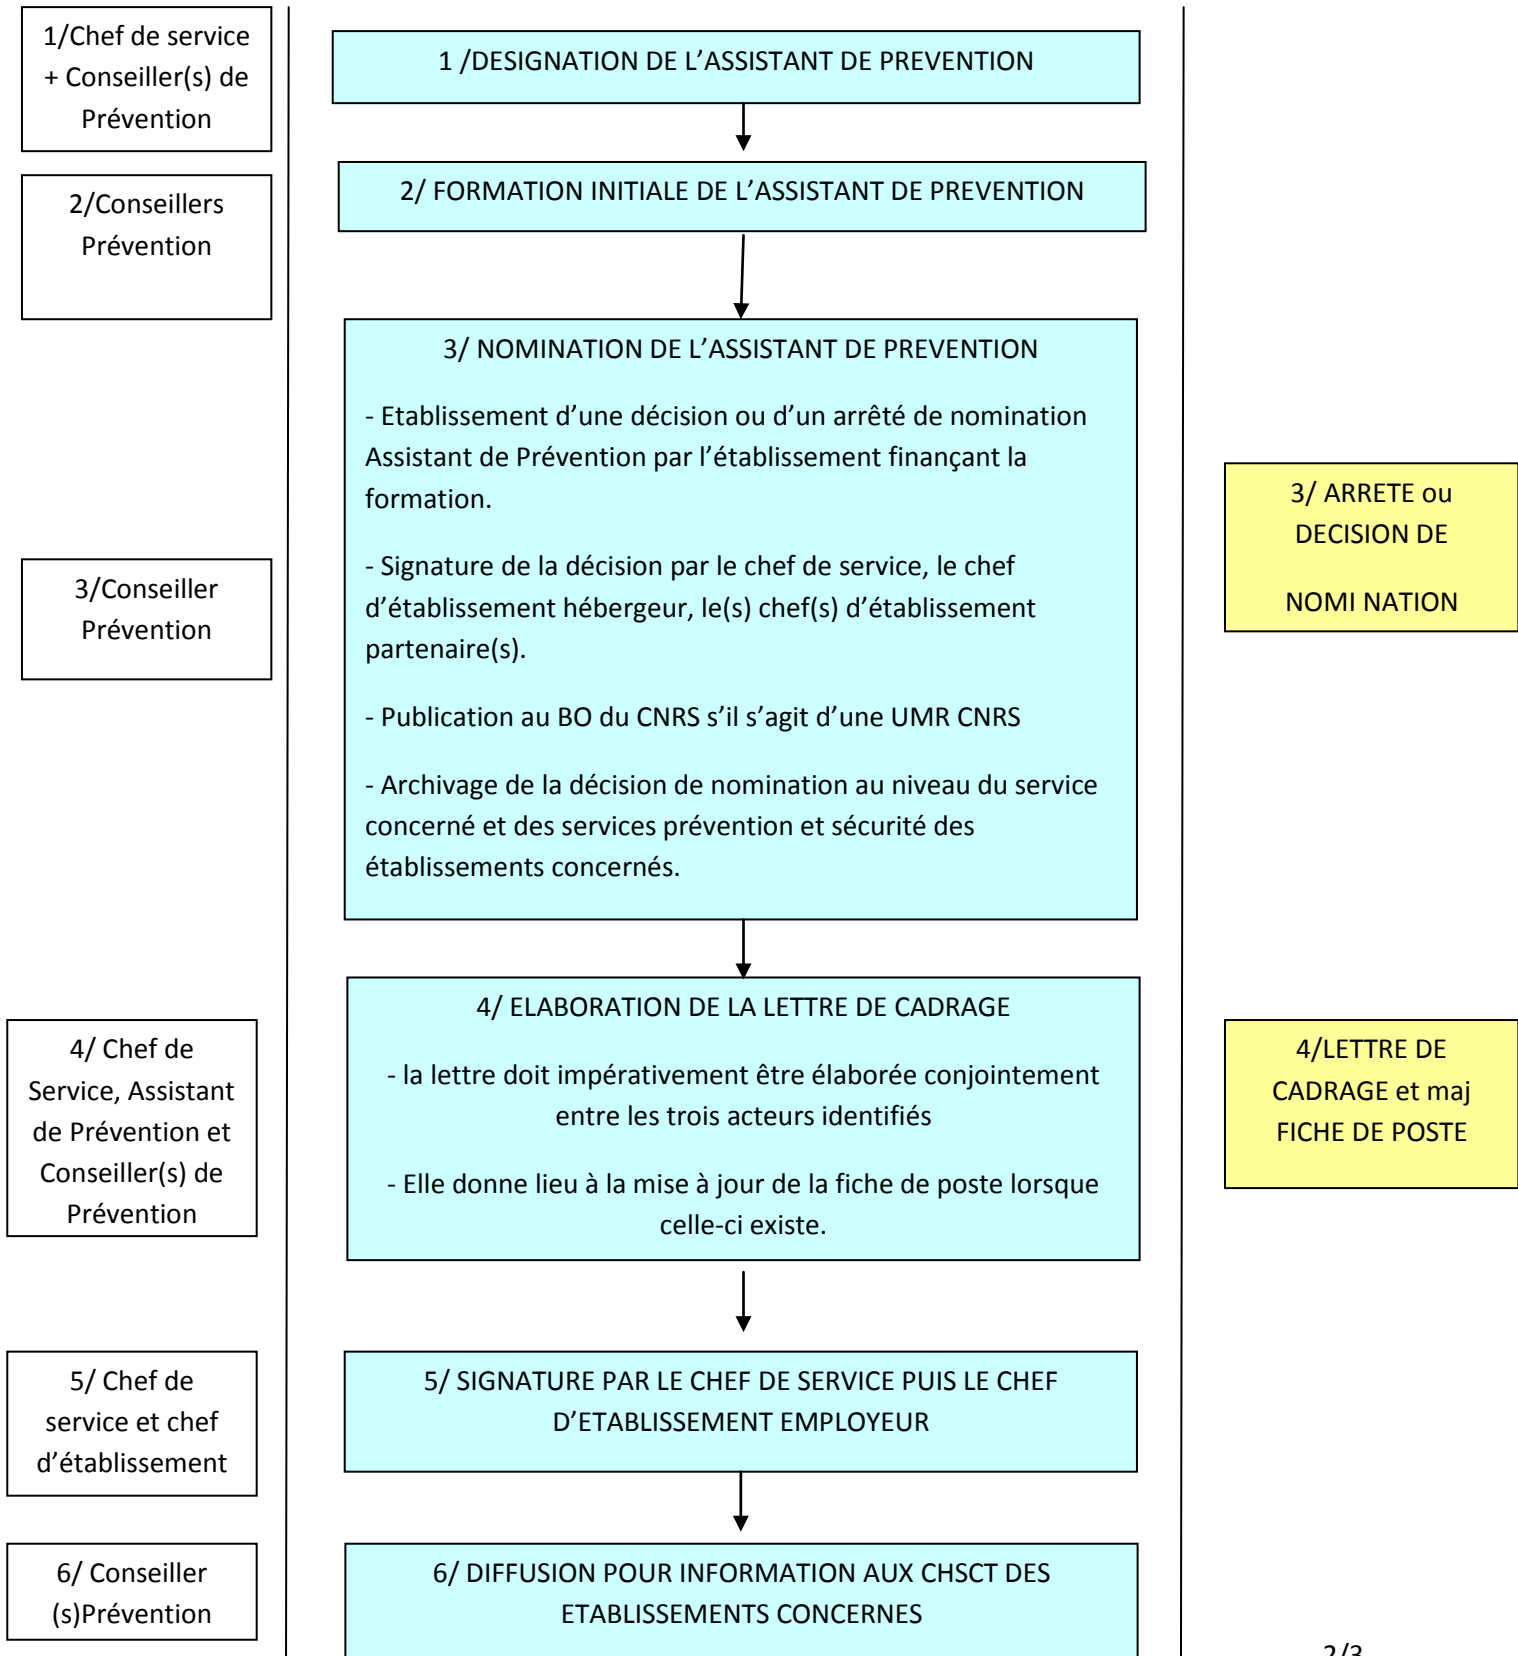 1/Chef de service
+ Conseiller(s) de
Prévention
1 /DESIGNATION DE L’ASSISTANT DE PREVENTION
2/Conseillers
Prévention
2/ FORMATION INITIALE DE L’ASSISTANT DE PREVENTION
3/Conseiller
Prévention
3/ NOMINATION DE L’ASSISTANT DE PREVENTION
- Etablissement d’une décision ou d’un arrêté de nomination
Assistant de Prévention par l’établissement finançant la
formation.
- Signature de la décision par le chef de service, le chef
d’établissement hébergeur, le(s) chef(s) d’établissement
partenaire(s).
- Publication au BO du CNRS s’il s’agit d’une UMR CNRS
- Archivage de la décision de nomination au niveau du service
concerné et des services prévention et sécurité des
établissements concernés.
3/ ARRETE ou
DECISION DE
NOMI NATION
4/ Chef de
Service, Assistant
de Prévention et
Conseiller(s) de
Prévention
4/ ELABORATION DE LA LETTRE DE CADRAGE
- la lettre doit impérativement être élaborée conjointement
entre les trois acteurs identifiés
- Elle donne lieu à la mise à jour de la fiche de poste lorsque
celle-ci existe.
4/LETTRE DE
CADRAGE et maj
FICHE DE POSTE
5/ Chef de
service et chef
d’établissement
5/ SIGNATURE PAR LE CHEF DE SERVICE PUIS LE CHEF
D’ETABLISSEMENT EMPLOYEUR
6/ Conseiller
(s)Prévention
6/ DIFFUSION POUR INFORMATION AUX CHSCT DES
ETABLISSEMENTS CONCERNES
2/3